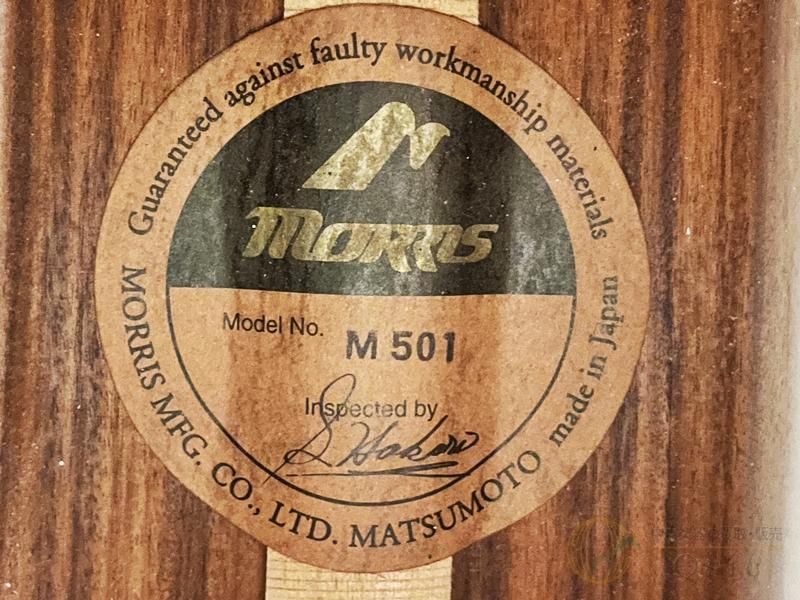 Guaranteed against faulty workmanship materials
MORRIS
Model No. M 501
Inspected by
MORRIS MFG. CO., LTD. MATSUMOTO made in Japan